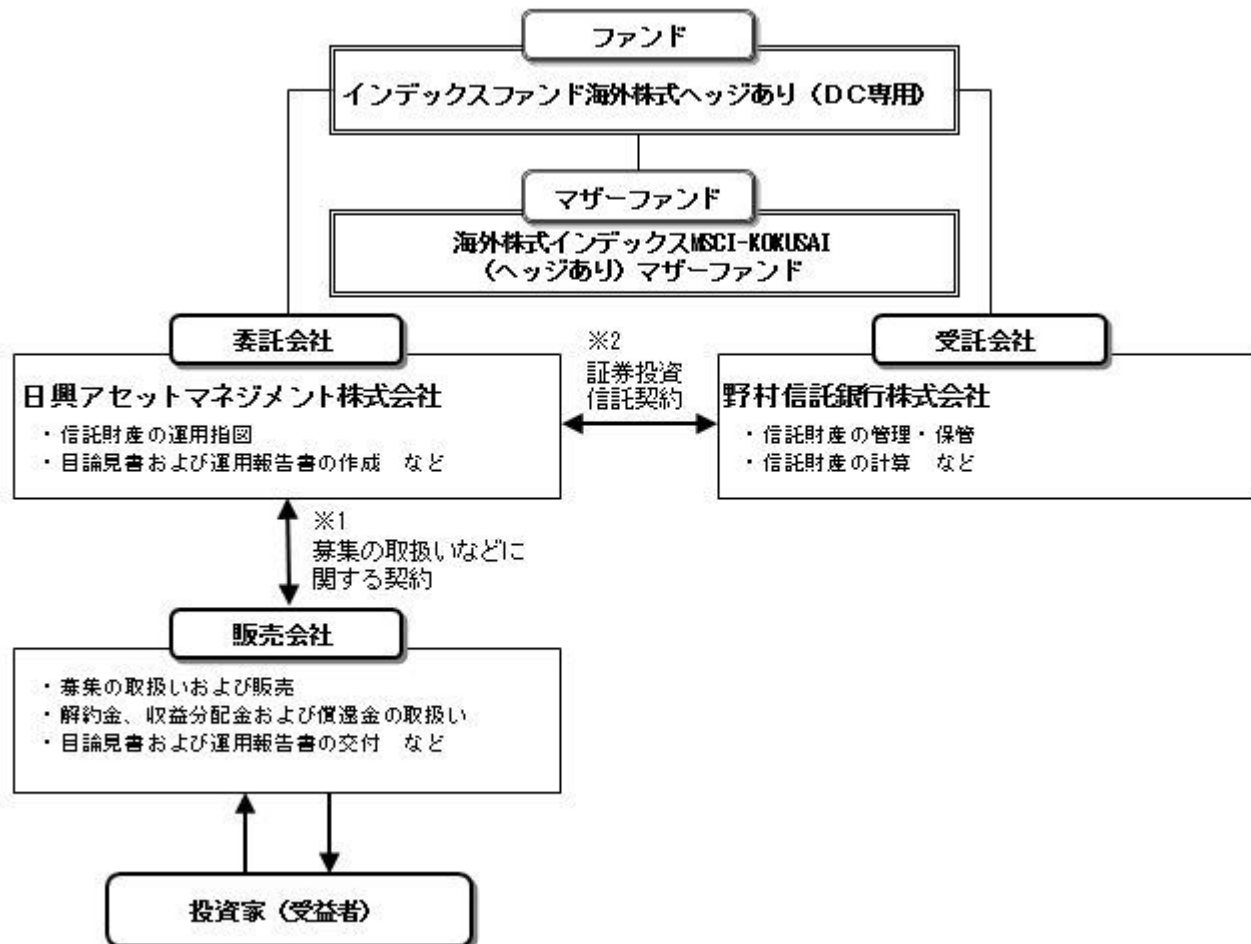 ファンド
インデックスファンド海外株式ヘッジあり（DC専用）
マザーファンド
海外株式インデックスMSCI-KOKUSAI
（ヘッジあり）マザーファンド
委託会社
日興アセットマネジメント株式会社
・信託財産の運用指図
・目論見書および運用報告書の作成　など
※2
証券投資
信託契約
受託会社
野村信託銀行株式会社
・信託財産の管理・保管
・信託財産の計算　など
※1
募集の取扱いなどに
関する契約
販売会社
・募集の取扱いおよび販売
・解約金、収益分配金および償還金の取扱い
・目論見書および運用報告書の交付　など
投資家（受益者）